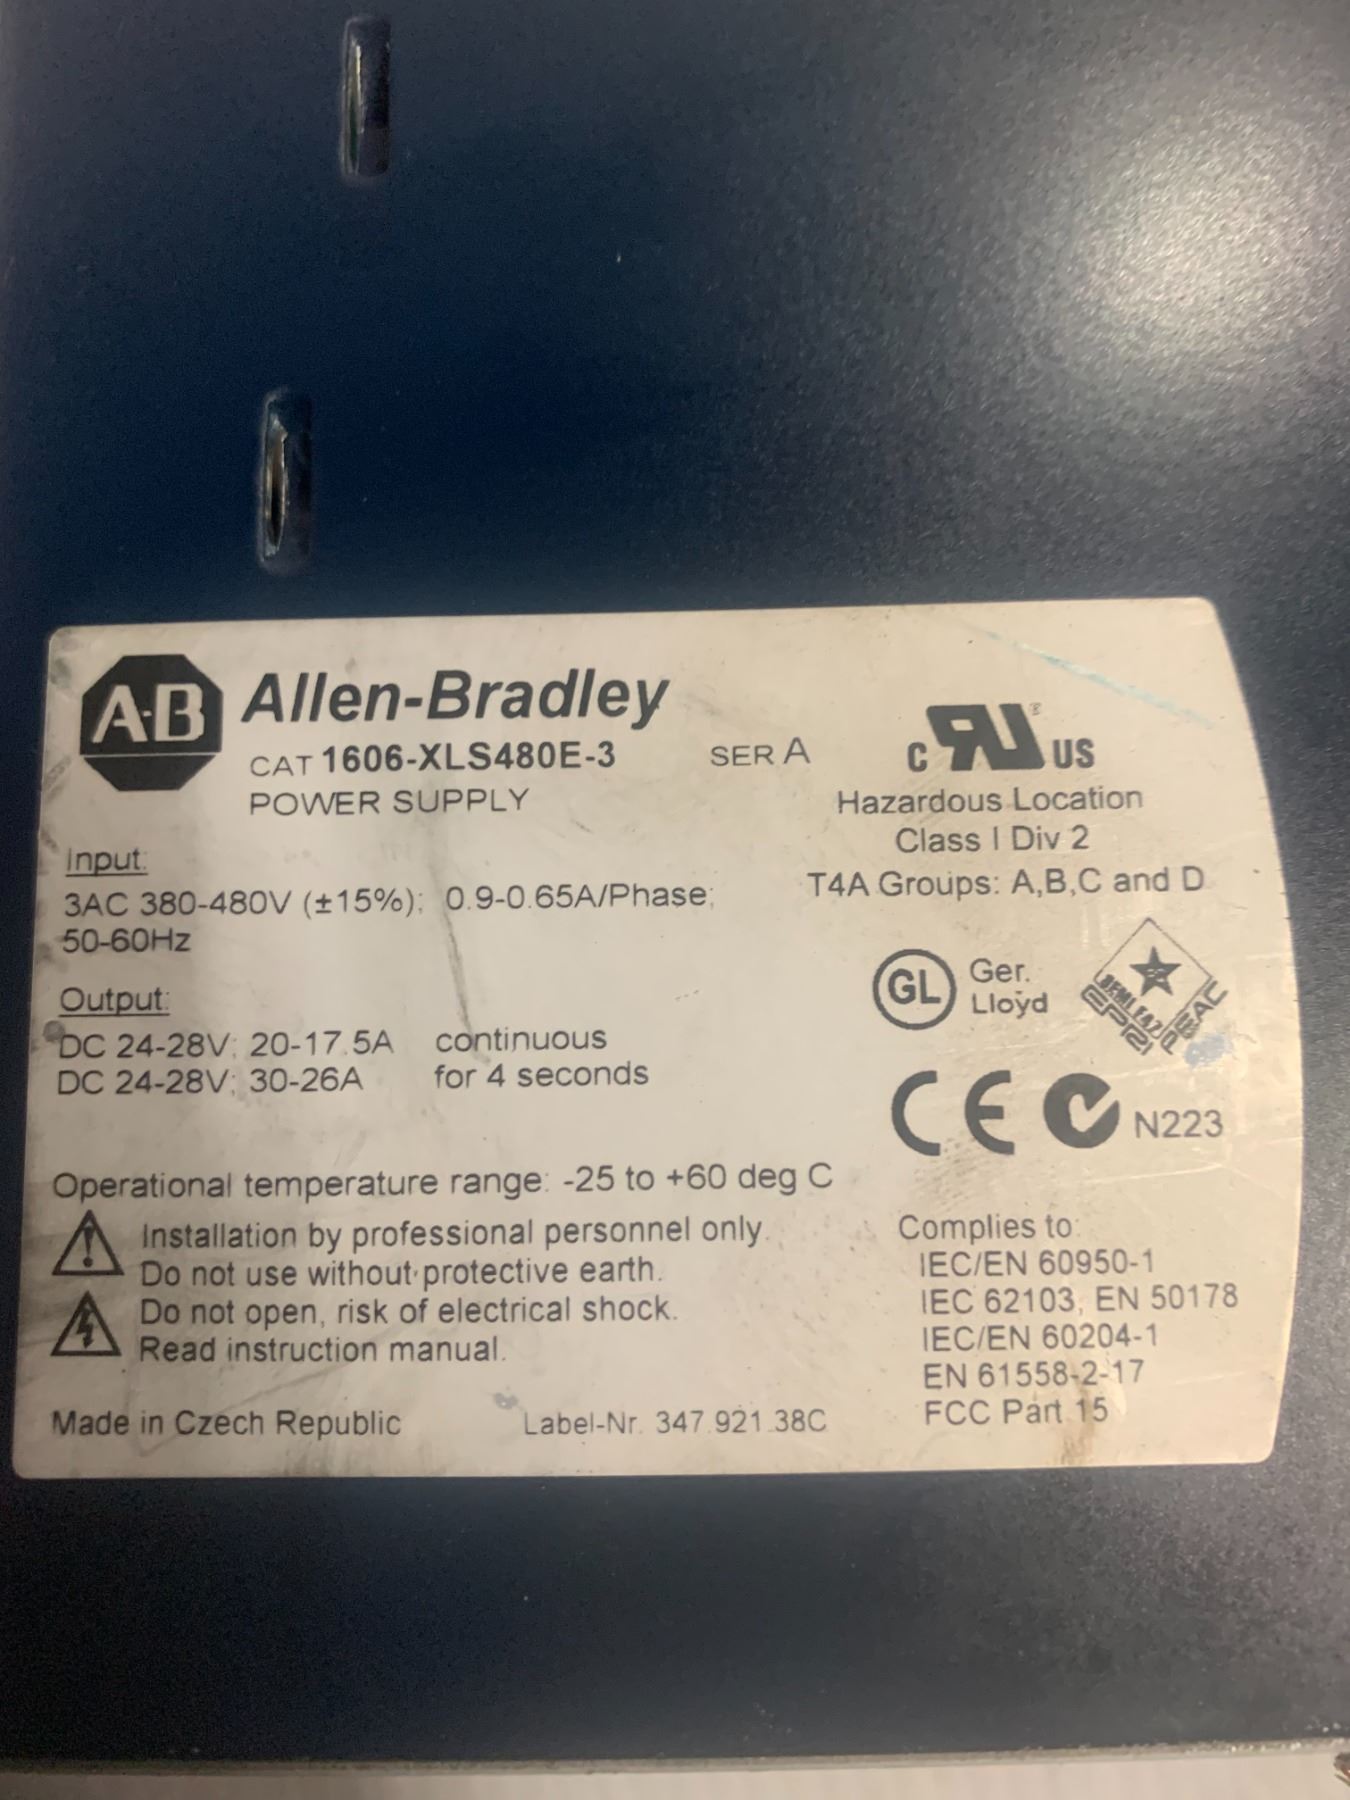 A-B Allen-Bradley
CAT 1606-XLS480E-3 SER A
POWER SUPPLY
Input:
3AC 380-480V (±15%); 0.9-0.65A/Phase;
50-60Hz
Output:
DC 24-28V; 20-17.5A continuous
DC 24-28V; 30-26A for 4 seconds
Operational temperature range: -25 to +60 deg C
Installation by professional personnel only.
Do not use without protective earth.
Do not open, risk of electrical shock.
Read instruction manual.
Made in Czech Republic Label-Nr. 347.921.38C
C RU ® US
Hazardous Location
Class I Div 2
T4A Groups: A,B,C and D
GL Ger.
Lloyd
SEMI F47
EPRI
CE N223
Complies to:
IEC/EN 60950-1
IEC 62103, EN 50178
IEC/EN 60204-1
EN 61558-2-17
FCC Part 15